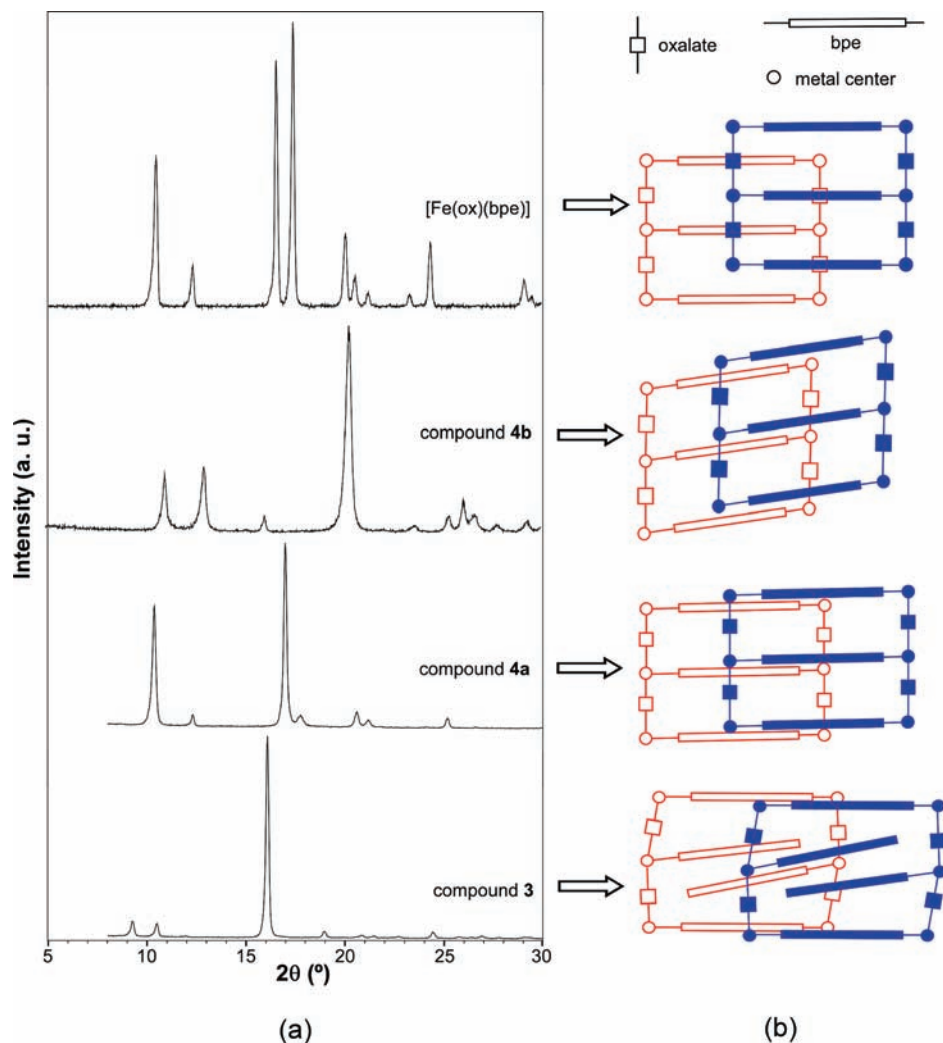 oxalate
bpe
metal center
[Fe(ox)(bpe)]
compound 4b
compound 4a
compound 3
Intensity (a. u.)
5 10 15 20 25 30
2θ (º)
(a) (b)